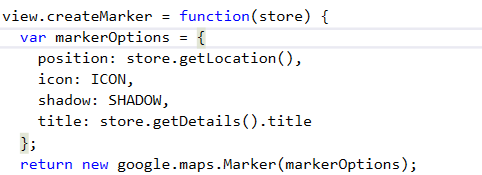 view.createMarker = function(store) {
  var markerOptions = {
    position: store.getLocation(),
    icon: ICON,
    shadow: SHADOW,
    title: store.getDetails().title
  };
  return new google.maps.Marker(markerOptions);